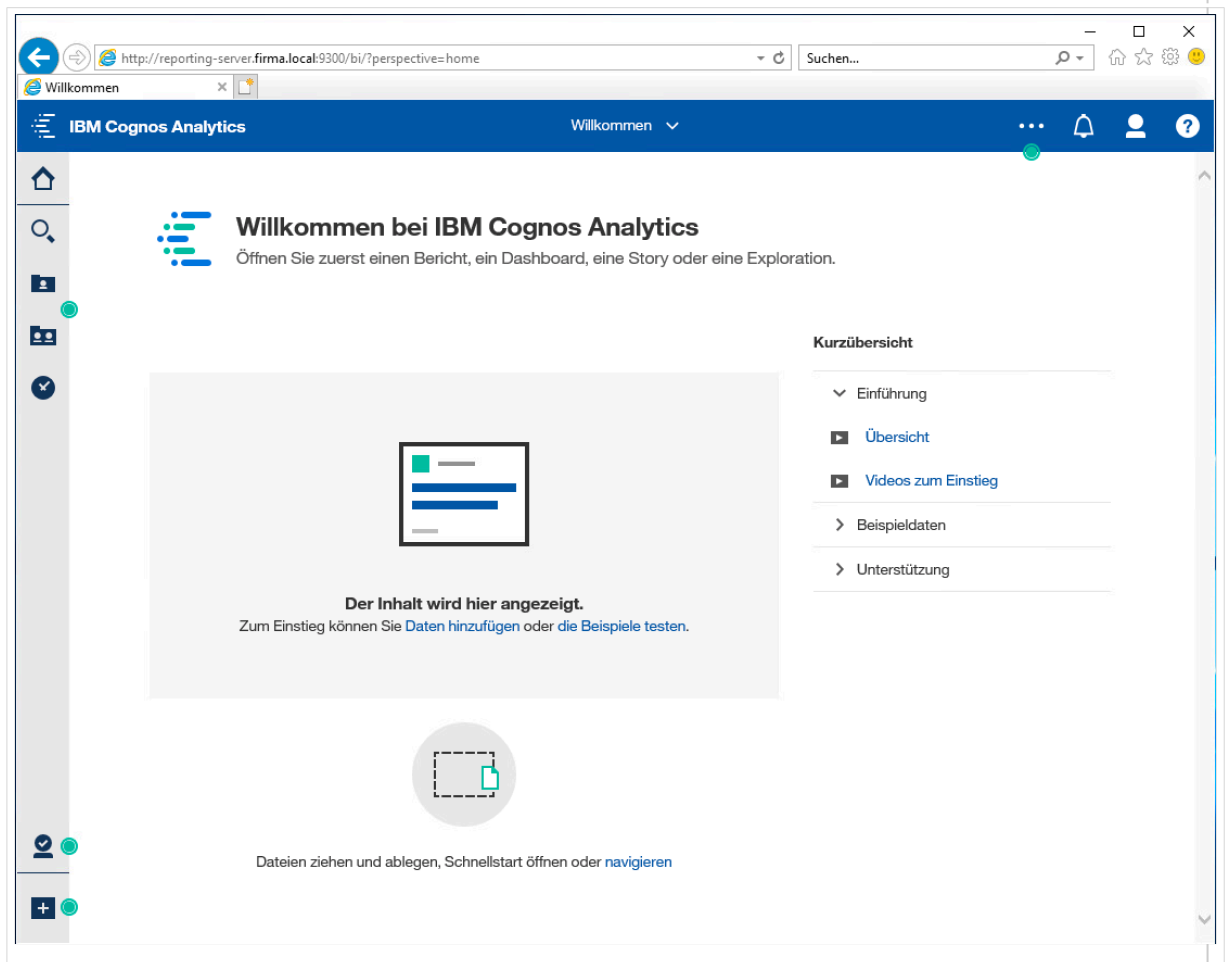 http://reporting-server.firma.local:9300/bi/?perspective=home
Suchen...
Willkommen
IBM Cognos Analytics
Willkommen
Willkommen bei IBM Cognos Analytics
Öffnen Sie zuerst einen Bericht, ein Dashboard, eine Story oder eine Exploration.
Kurzübersicht
Einführung
Übersicht
Videos zum Einstieg
Beispieldaten
Unterstützung
Der Inhalt wird hier angezeigt.
Zum Einstieg können Sie Daten hinzufügen oder die Beispiele testen.
Dateien ziehen und ablegen, Schnellstart öffnen oder navigieren